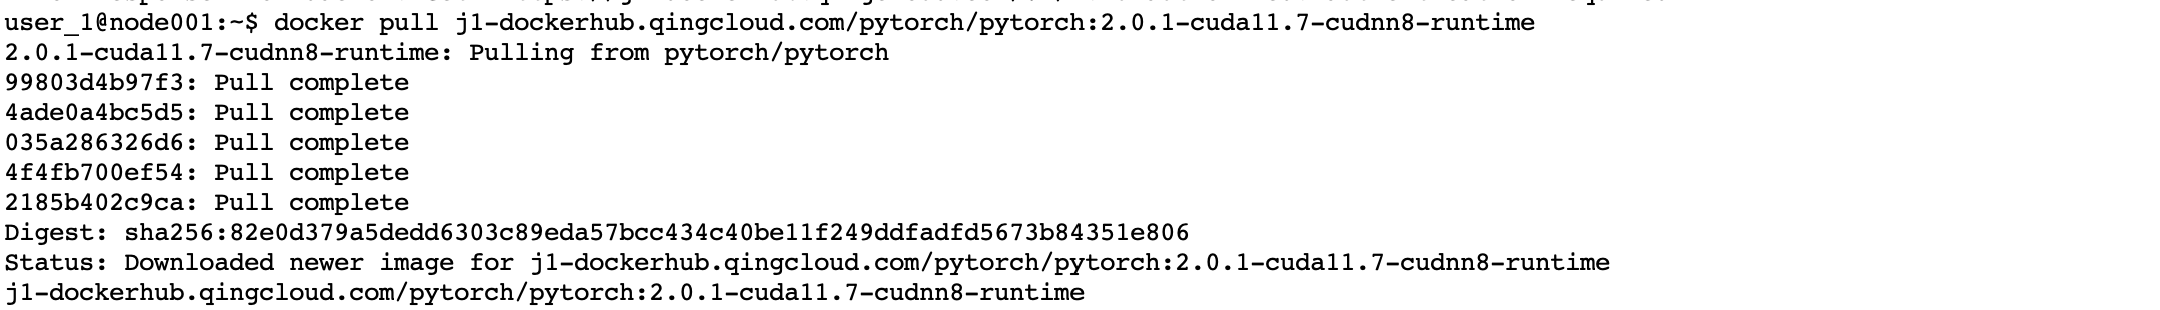 user_1@node001:~$ docker pull j1-dockerhub.qingcloud.com/pytorch/pytorch:2.0.1-cuda11.7-cudnn8-runtime
2.0.1-cuda11.7-cudnn8-runtime: Pulling from pytorch/pytorch
99803d4b97f3: Pull complete
4ade0a4bc5d5: Pull complete
035a286326d6: Pull complete
4f4fb700ef54: Pull complete
2185b402c9ca: Pull complete
Digest: sha256:82e0d379a5dedd6303c89eda57bcc434c40be11f249ddfadfd5673b84351e806
Status: Downloaded newer image for j1-dockerhub.qingcloud.com/pytorch/pytorch:2.0.1-cuda11.7-cudnn8-runtime
j1-dockerhub.qingcloud.com/pytorch/pytorch:2.0.1-cuda11.7-cudnn8-runtime